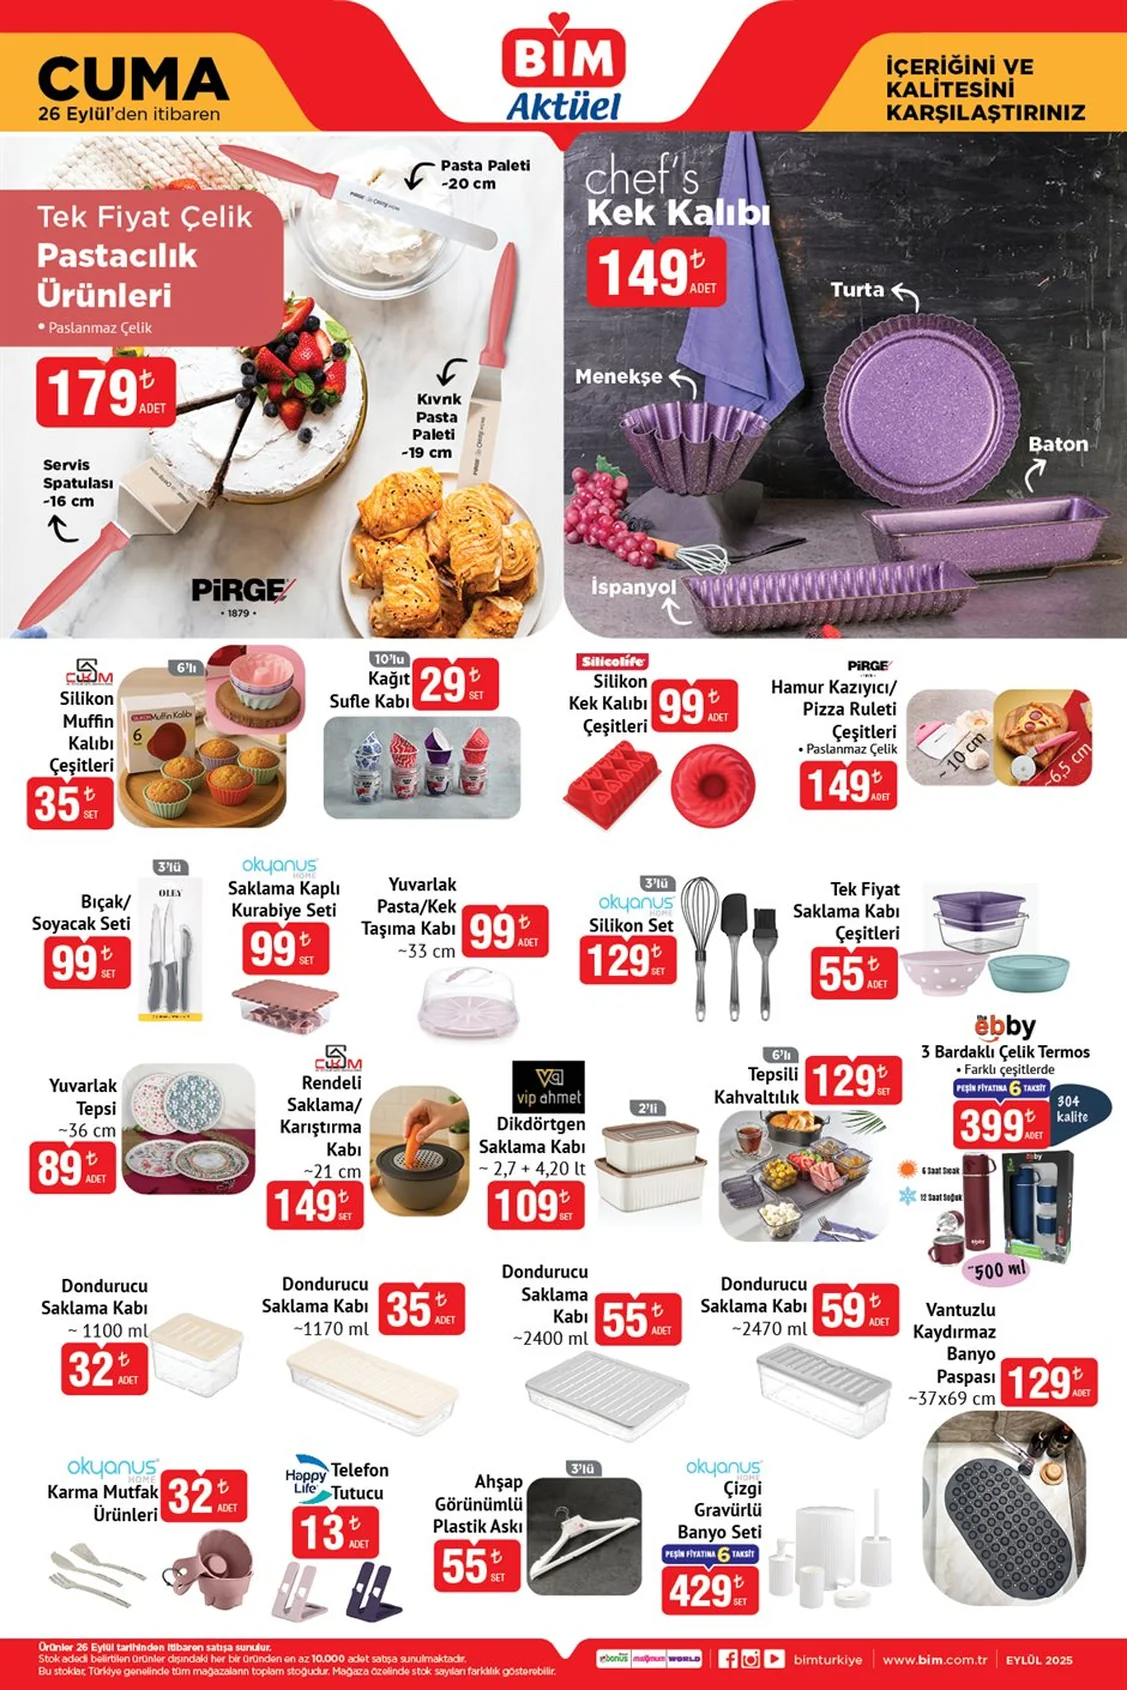 CUMA
26 Eylül'den itibaren
BİM
Aktüel
İÇERİĞİNİ VE
KALİTESİNİ
KARŞILAŞTIRINIZ
Tek Fiyat Çelik
Pastacılık
Ürünleri
• Paslanmaz Çelik
179₺
ADET
Pasta Paleti
~20 cm
Kıvrık
Pasta
Paleti
~19 cm
Servis
Spatulası
~16 cm
PİRGE
• 1879 •
chef's
Kek Kalıbı
149₺
ADET
Turta
Menekşe
Baton
İspanyol
Silikon
Muffin
Kalıbı
Çeşitleri
35₺
SET
6'lı
Muffin Kalıbı
6
10'lu
Kağıt
Sufle Kabı
29₺
SET
Silicolife
Silikon
Kek Kalıbı
Çeşitleri
99₺
ADET
PİRGE
Hamur Kazıyıcı/
Pizza Ruleti
Çeşitleri
• Paslanmaz Çelik
149₺
ADET
~ 10 cm
~6,5 cm
Bıçak/
Soyacak Seti
99₺
SET
3'lü
OLEY
okyanus
HOME
Saklama Kaplı
Kurabiye Seti
99₺
SET
Yuvarlak
Pasta/Kek
Taşıma Kabı
~33 cm
99₺
ADET
3'lü
okyanus
HOME
Silikon Set
129₺
SET
Tek Fiyat
Saklama Kabı
Çeşitleri
55₺
ADET
Yuvarlak
Tepsi
~36 cm
89₺
ADET
Rendeli
Saklama/
Karıştırma
Kabı
~21 cm
149₺
SET
vip ahmet
Dikdörtgen
Saklama Kabı
~ 2,7 + 4,20 lt
109₺
SET
2'li
6'lı
Tepsili
Kahvaltılık
129₺
SET
the
ebby
3 Bardaklı Çelik Termos
• Farklı çeşitlerde
PEŞİN FİYATINA 6 TAKSİT
399₺
ADET
304
kalite
6 Saat Sıcak
12 Saat Soğuk
ebby
~500 ml
Dondurucu
Saklama Kabı
~ 1100 ml
32₺
ADET
Dondurucu
Saklama Kabı
~1170 ml
35₺
ADET
Dondurucu
Saklama
Kabı
~2400 ml
55₺
ADET
Dondurucu
Saklama Kabı
~2470 ml
59₺
ADET
Vantuzlu
Kaydırmaz
Banyo
Paspası
~37x69 cm
129₺
ADET
okyanus
HOME
Karma Mutfak
Ürünleri
32₺
ADET
Happy
Life
Telefon
Tutucu
13₺
ADET
Ahşap
Görünümlü
Plastik Askı
55₺
SET
3'lü
okyanus
HOME
Çizgi
Gravürlü
Banyo Seti
PEŞİN FİYATINA 6 TAKSİT
429₺
SET
Ürünler 26 Eylül tarihinden itibaren satışa sunulur.
Stok adedi belirtilen ürünler dışındaki her bir üründen en az 10.000 adet satışa sunulmaktadır.
Bu stoklar, Türkiye genelinde tüm mağazaların toplam stoğudur. Mağaza özelinde stok sayıları farklılık gösterebilir.
bonus maximum WORLD
bimturkiye
www.bim.com.tr
EYLÜL 2025